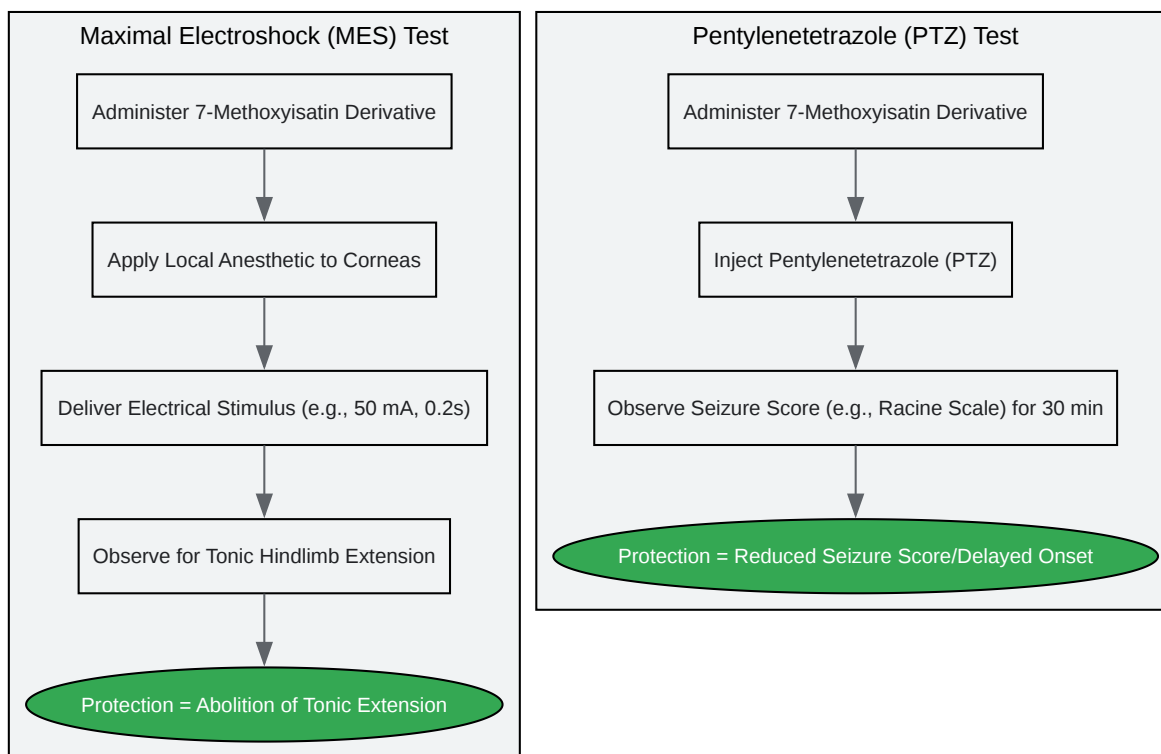 Maximal Electroshock (MES) Test
Administer 7-Methoxyisatin Derivative
Apply Local Anesthetic to Corneas
Deliver Electrical Stimulus (e.g., 50 mA, 0.2s)
Observe for Tonic Hindlimb Extension
Protection = Abolition of Tonic Extension
Pentylenetetrazole (PTZ) Test
Administer 7-Methoxyisatin Derivative
Inject Pentylenetetrazole (PTZ)
Observe Seizure Score (e.g., Racine Scale) for 30 min
Protection = Reduced Seizure Score/Delayed Onset